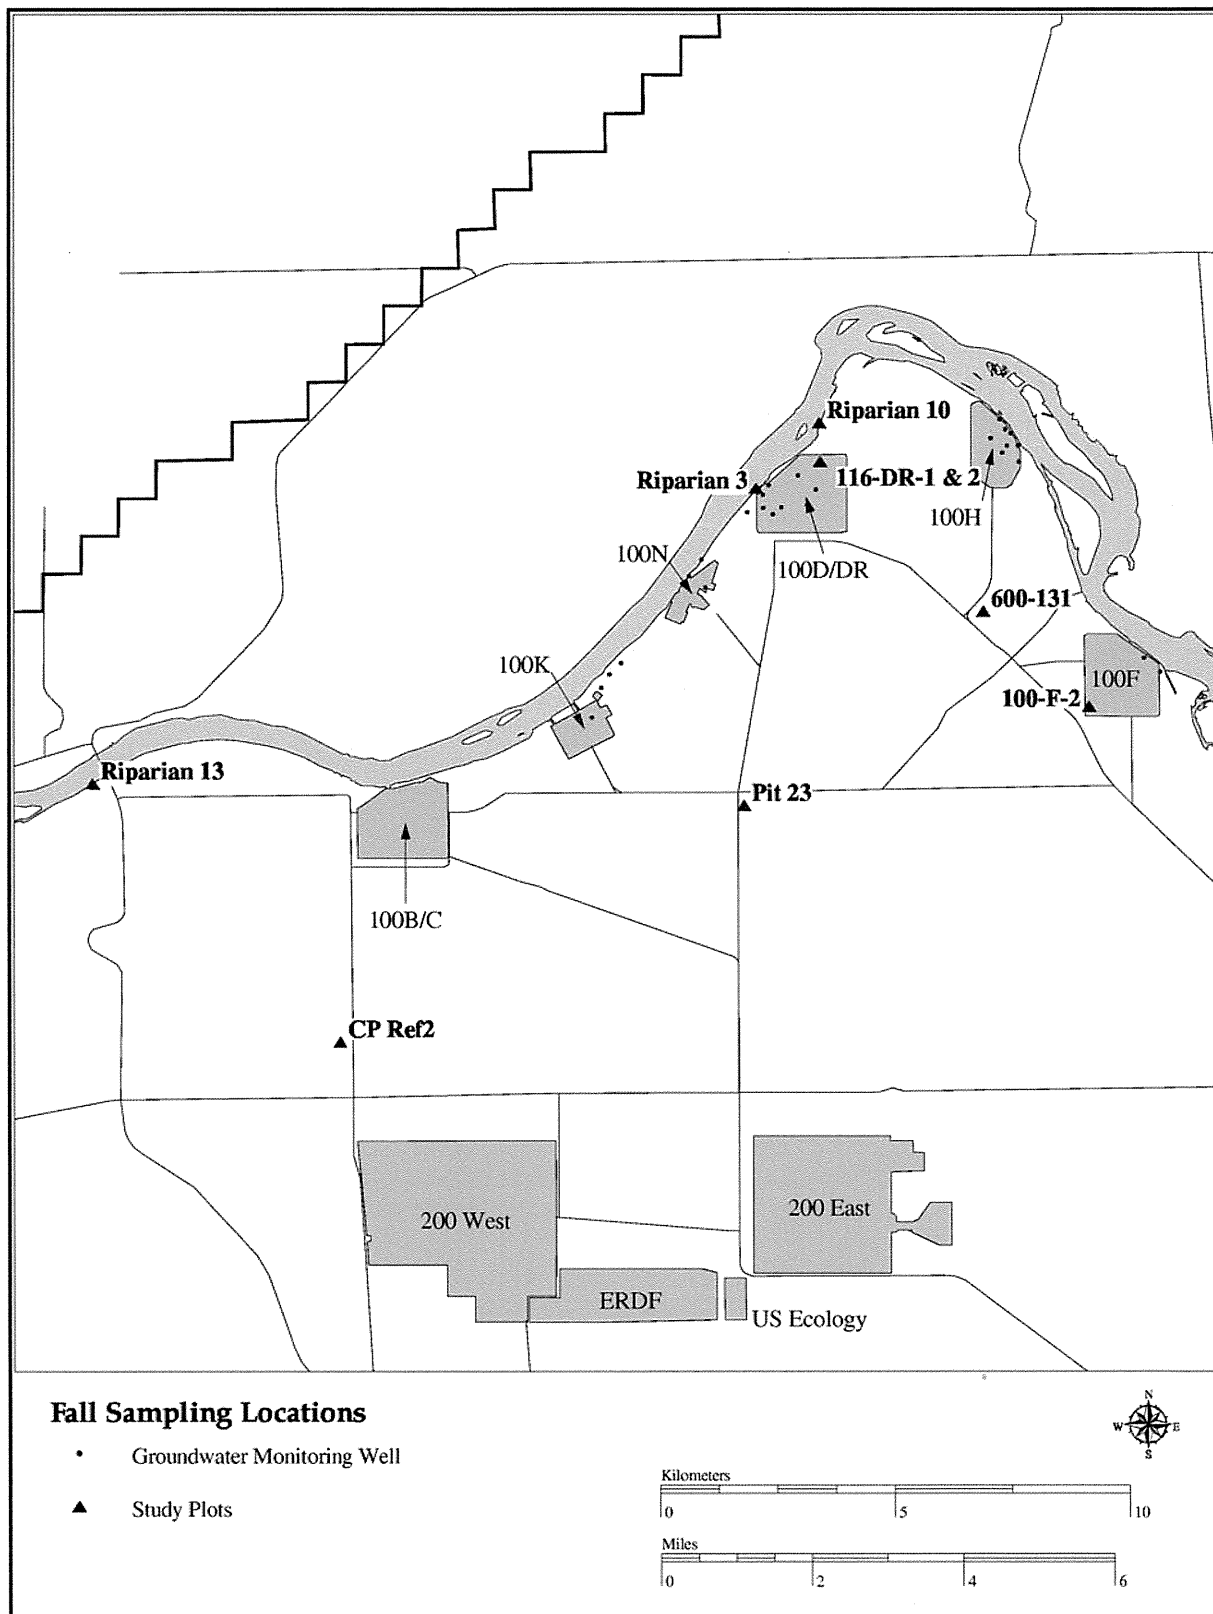 Riparian 10
Riparian 3
116-DR-1 & 2
100H
100N
100D/DR
600-131
100K
100F
100-F-2
Riparian 13
Pit 23
100B/C
CP Ref2
200 West
200 East
ERDF
US Ecology
Fall Sampling Locations
Groundwater Monitoring Well
Study Plots
N
W E
S
Kilometers
0 5 10
Miles
0 2 4 6